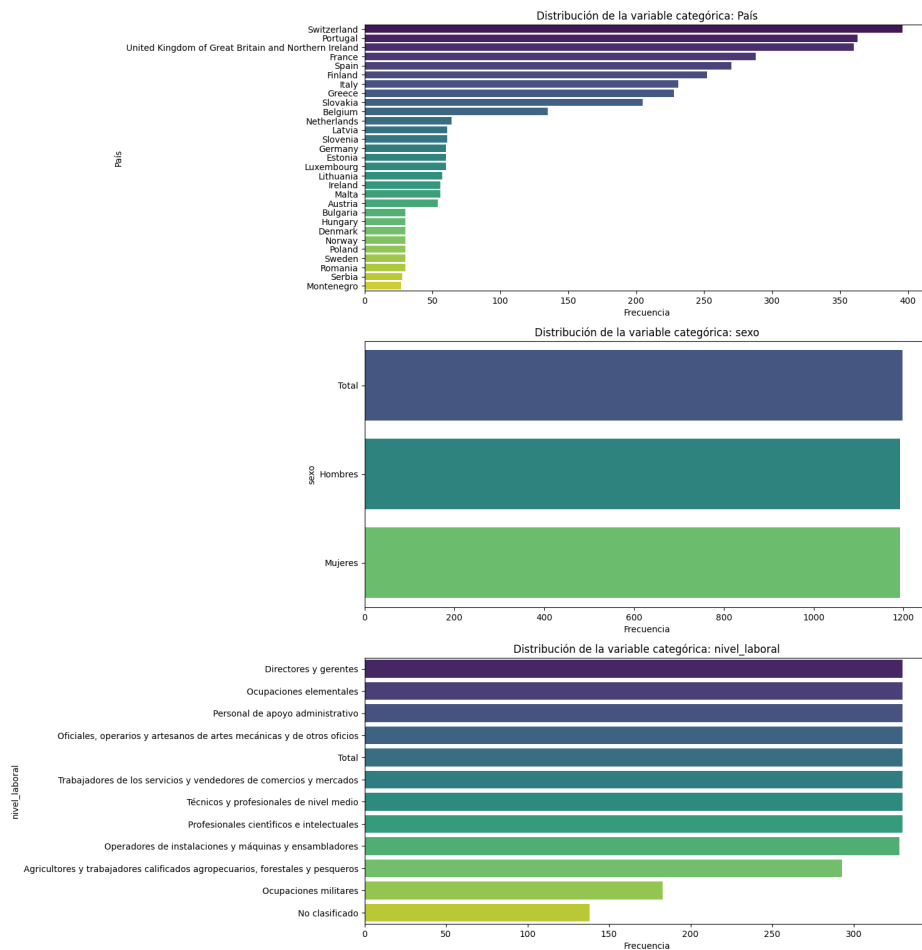 Distribución de la variable categórica: País
Switzerland
Portugal
United Kingdom of Great Britain and Northern Ireland
France
Spain
Finland
Italy
Greece
Slovakia
Belgium
Netherlands
Latvia
Slovenia
Germany
Estonia
Luxembourg
Lithuania
Ireland
Malta
Austria
Bulgaria
Hungary
Denmark
Norway
Poland
Sweden
Romania
Serbia
Montenegro
País
0 50 100 150 200 250 300 350 400
Frecuencia
Distribución de la variable categórica: sexo
Total
Hombres
Mujeres
sexo
0 200 400 600 800 1000 1200
Frecuencia
Distribución de la variable categórica: nivel_laboral
Directores y gerentes
Ocupaciones elementales
Personal de apoyo administrativo
Oficiales, operarios y artesanos de artes mecánicas y de otros oficios
Total
Trabajadores de los servicios y vendedores de comercios y mercados
Técnicos y profesionales de nivel medio
Profesionales científicos e intelectuales
Operadores de instalaciones y máquinas y ensambladores
Agricultores y trabajadores calificados agropecuarios, forestales y pesqueros
Ocupaciones militares
No clasificado
nivel_laboral
0 50 100 150 200 250 300
Frecuencia